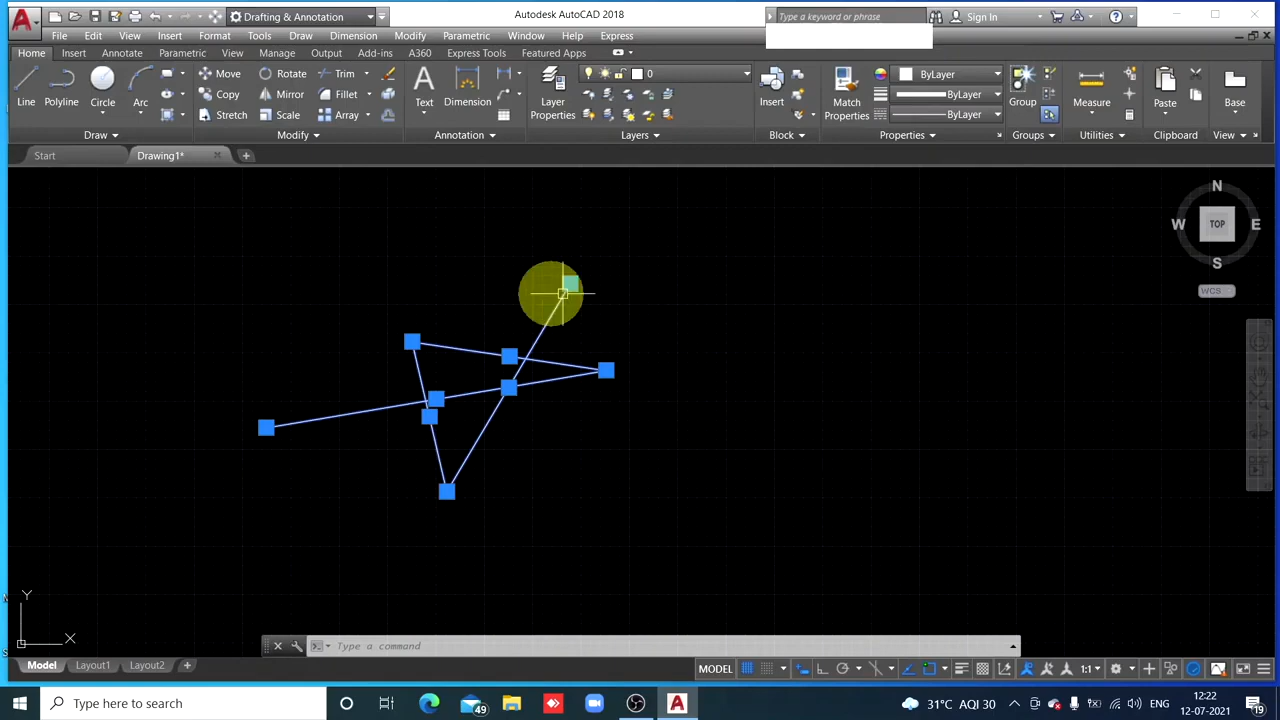 Drafting & Annotation
Autodesk AutoCAD 2018
Type a keyword or phrase
Sign In
File Edit View Insert Format Tools Draw Dimension Modify Parametric Window Help Express
Home Insert Annotate Parametric View Manage Output Add-ins A360 Express Tools Featured Apps
Move Rotate Trim
Copy Mirror Fillet
Stretch Scale Array
Line Polyline Circle Arc
Text Dimension
Layer
Properties
0
Insert
Match
Properties
ByLayer
ByLayer
ByLayer
Group
Measure
Paste
Base
Draw Modify Annotation Layers Block Properties Groups Utilities Clipboard View
Start Drawing1*
N
W TOP E
S
WCS
Y
X
Type a command
Model Layout1 Layout2
MODEL
1:1
Type here to search
49
31°C AQI 30
ENG
12:22
12-07-2021
19